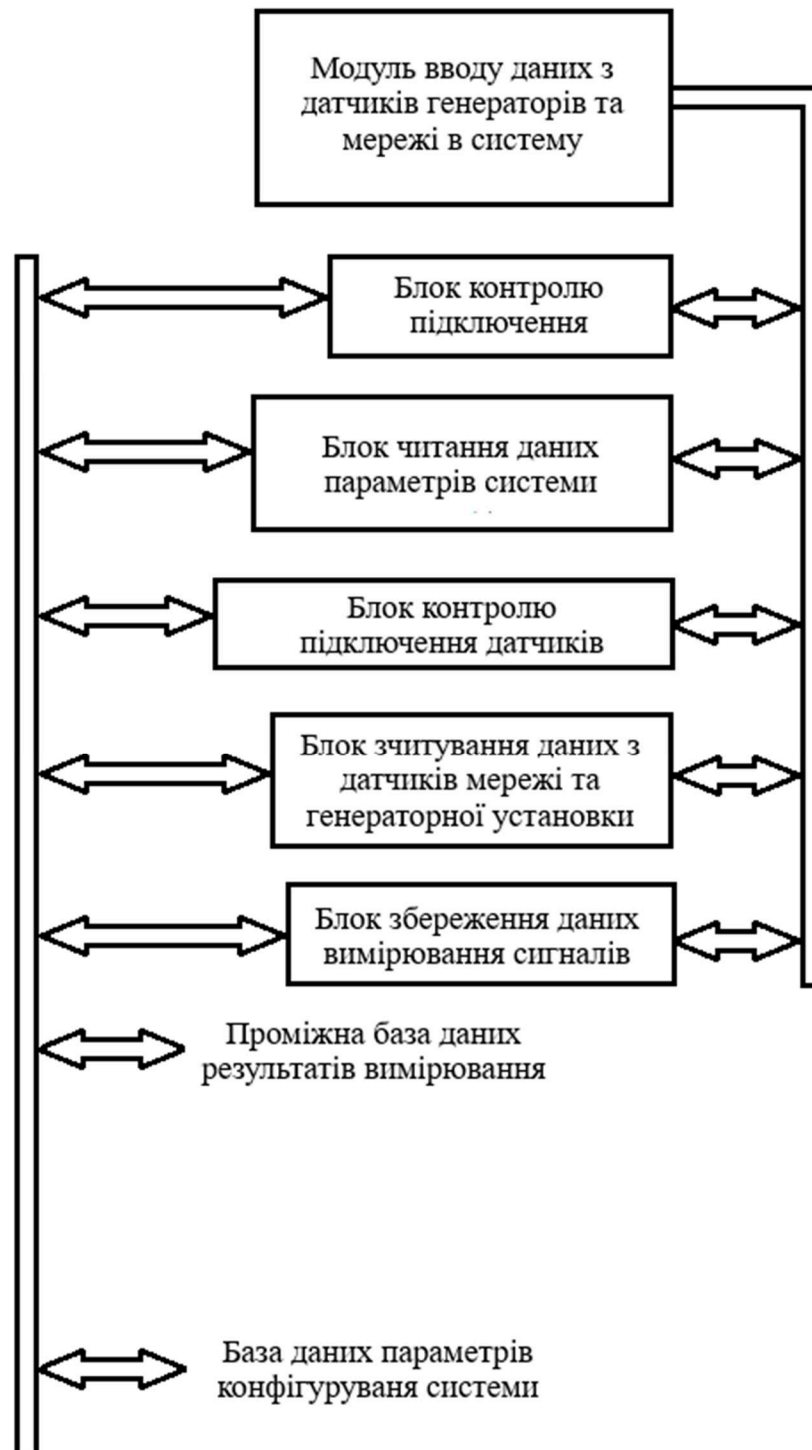 Модуль вводу даних з
датчиків генераторів та
мережі в систему
Блок контролю
підключення
Блок читання даних
параметрів системи
Блок контролю
підключення датчиків
Блок зчитування даних з
датчиків мережі та
генераторної установки
Блок збереження даних
вимірювання сигналів
Проміжна база даних
результатів вимірювання
База даних параметрів
конфігуруваня системи